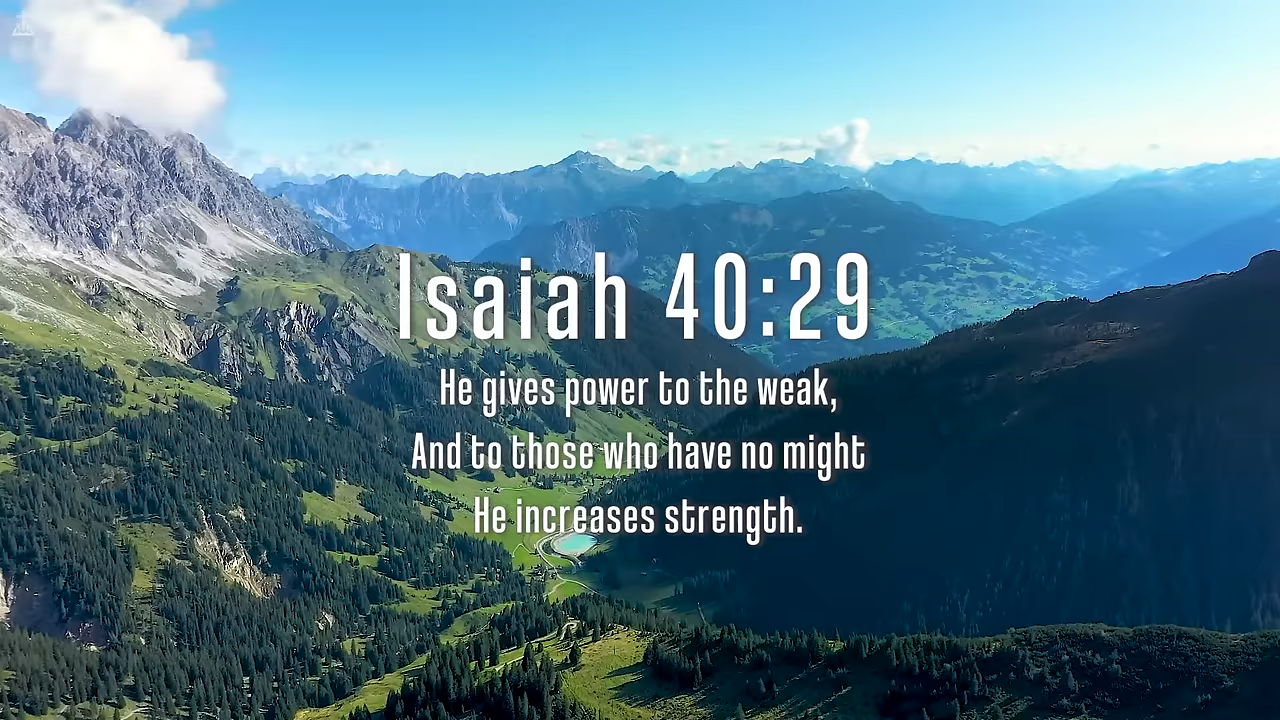 Isaiah 40:29
He gives power to the weak,
And to those who have no might
He increases strength.